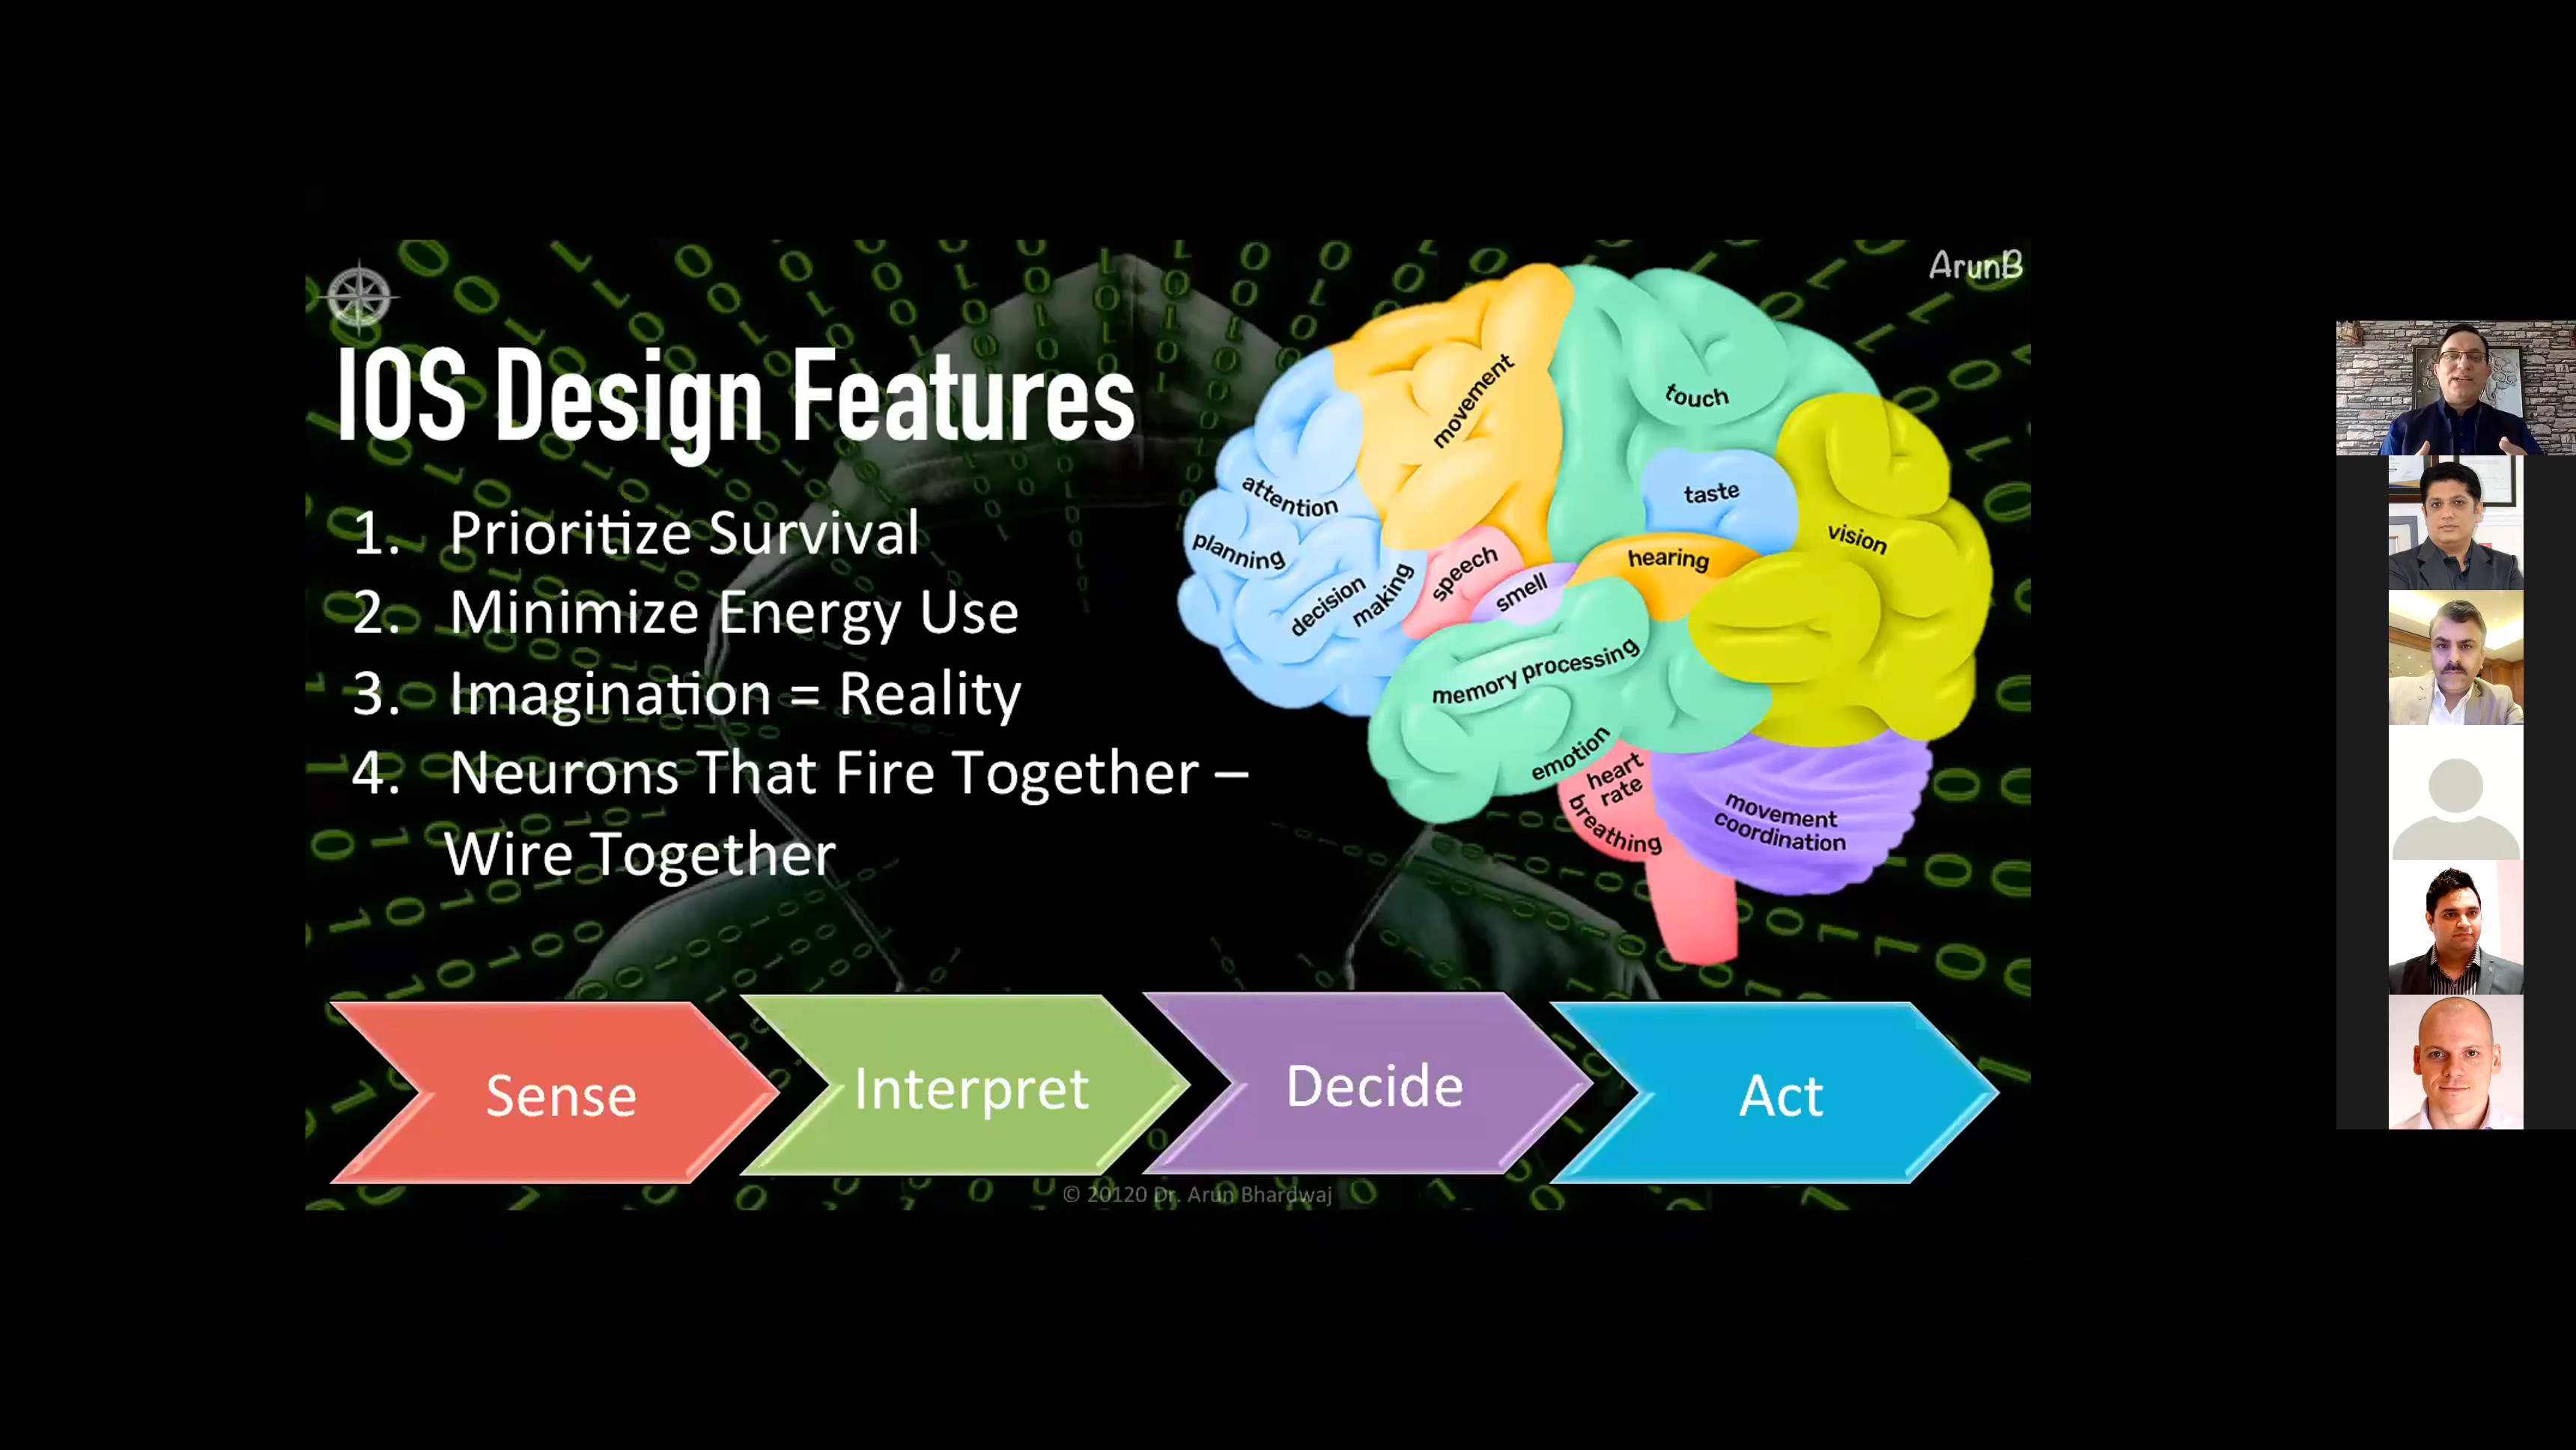 ArunB
IOS Design Features
1. Prioritize Survival
2. Minimize Energy Use
3. Imagination = Reality
4. Neurons That Fire Together –
Wire Together
movement
touch
attention
taste
planning
vision
decision
making
speech
hearing
smell
memory processing
emotion
heart
rate
breathing
movement
coordination
Sense
Interpret
Decide
Act
© 20120 Dr. Arun Bhardwaj